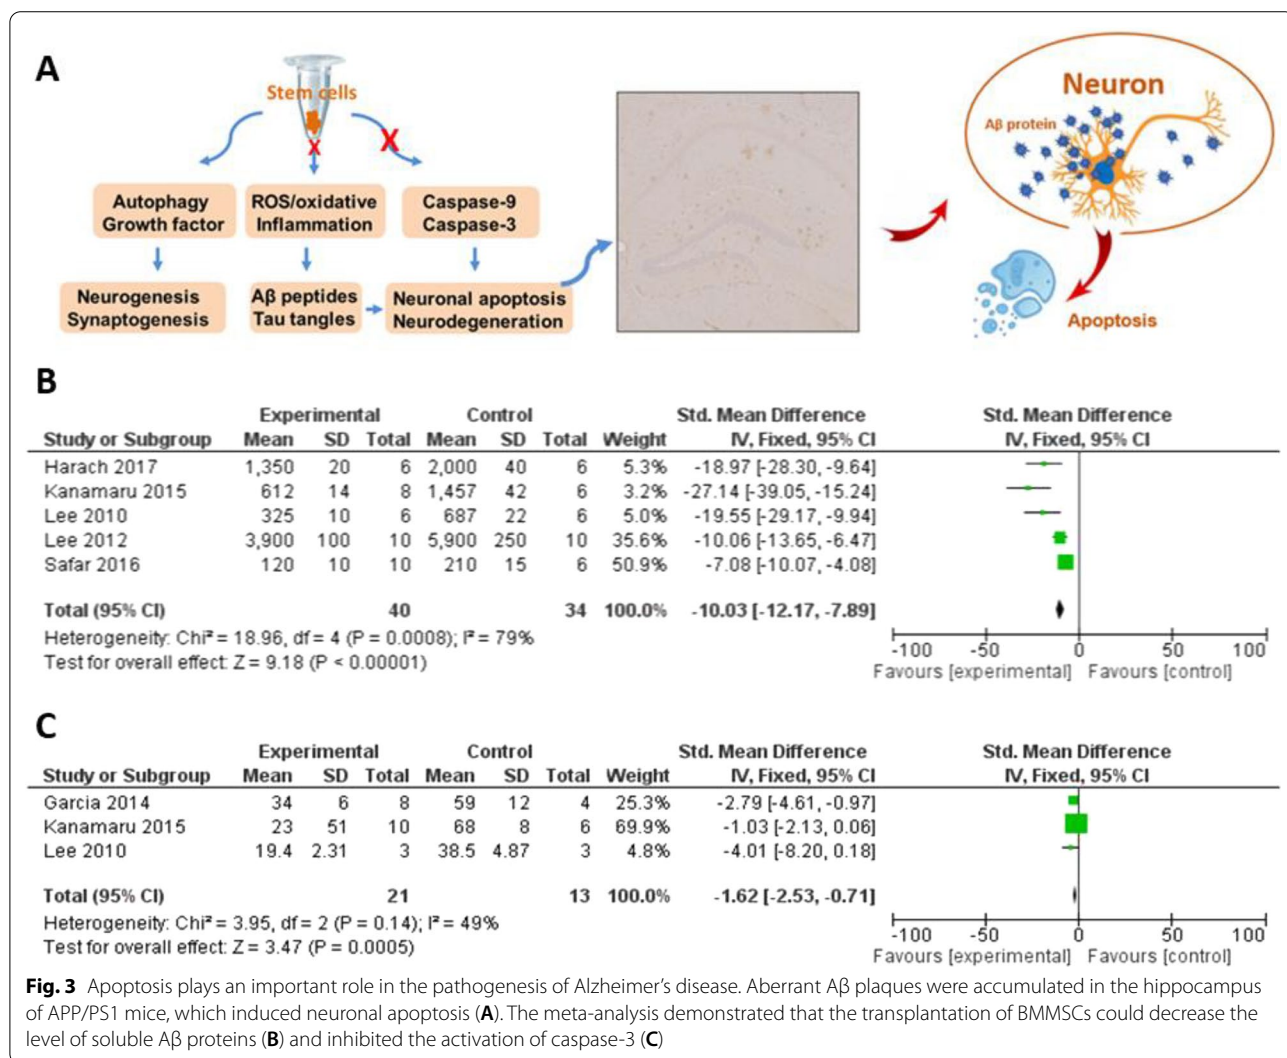 A
Stem cells
X
X
Autophagy
Growth factor
ROS/oxidative
Inflammation
Caspase-9
Caspase-3
Neurogenesis
Synaptogenesis
Aβ peptides
Tau tangles
Neuronal apoptosis
Neurodegeneration
Neuron
Aβ protein
Apoptosis
B
Experimental Control Std. Mean Difference Std. Mean Difference
Study or Subgroup Mean SD Total Mean SD Total Weight IV, Fixed, 95% CI IV, Fixed, 95% CI
Harach 2017 1,350 20 6 2,000 40 6 5.3% -18.97 [-28.30, -9.64]
Kanamaru 2015 612 14 8 1,457 42 6 3.2% -27.14 [-39.05, -15.24]
Lee 2010 325 10 6 687 22 6 5.0% -19.55 [-29.17, -9.94]
Lee 2012 3,900 100 10 5,900 250 10 35.6% -10.06 [-13.65, -6.47]
Safar 2016 120 10 10 210 15 6 50.9% -7.08 [-10.07, -4.08]
Total (95% CI) 40 34 100.0% -10.03 [-12.17, -7.89]
Heterogeneity: Chi² = 18.96, df = 4 (P = 0.0008); I² = 79%
Test for overall effect: Z = 9.18 (P < 0.00001)
-100 -50 0 50 100
Favours [experimental] Favours [control]
C
Experimental Control Std. Mean Difference Std. Mean Difference
Study or Subgroup Mean SD Total Mean SD Total Weight IV, Fixed, 95% CI IV, Fixed, 95% CI
Garcia 2014 34 6 8 59 12 4 25.3% -2.79 [-4.61, -0.97]
Kanamaru 2015 23 51 10 68 8 6 69.9% -1.03 [-2.13, 0.06]
Lee 2010 19.4 2.31 3 38.5 4.87 3 4.8% -4.01 [-8.20, 0.18]
Total (95% CI) 21 13 100.0% -1.62 [-2.53, -0.71]
Heterogeneity: Chi² = 3.95, df = 2 (P = 0.14); I² = 49%
Test for overall effect: Z = 3.47 (P = 0.0005)
-100 -50 0 50 100
Favours [experimental] Favours [control]
Fig. 3 Apoptosis plays an important role in the pathogenesis of Alzheimer's disease. Aberrant Aβ plaques were accumulated in the hippocampus
of APP/PS1 mice, which induced neuronal apoptosis (A). The meta-analysis demonstrated that the transplantation of BMMSCs could decrease the
level of soluble Aβ proteins (B) and inhibited the activation of caspase-3 (C)